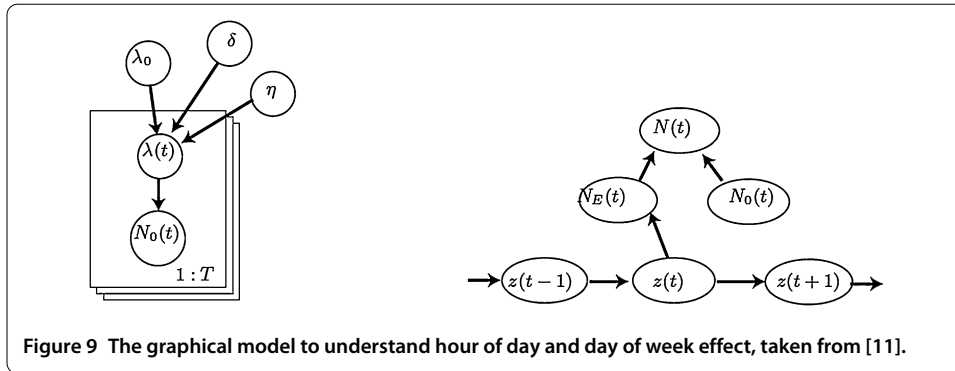 δ
λ₀
η
λ(t)
N₀(t)
1 : T
N(t)
N_E(t)
N₀(t)
z(t − 1)
z(t)
z(t + 1)
Figure 9 The graphical model to understand hour of day and day of week effect, taken from [11].